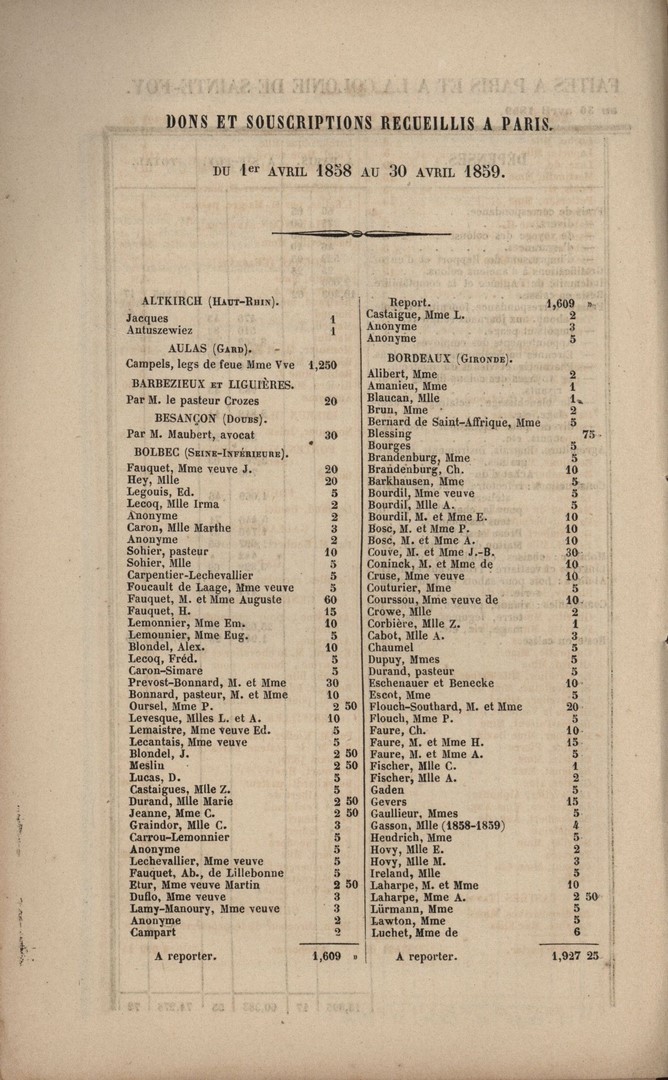 DONS ET SOUSCRIPTIONS RECUEILLIS A PARIS.
DU 1er AVRIL 1858 AU 30 AVRIL 1859.
ALTKIRCH (HAUT-RHIN).
Jacques 1
Antuszewiez 1
AULAS (GARD).
Campels, legs de feue Mme Vve 1,250
BARBEZIEUX ET LIGUIÈRES.
Par M. le pasteur Crozes 20
BESANÇON (DOUBS).
Par M. Maubert, avocat 30
BOLBEC (SEINE-INFÉRIEURE).
Fauquet, Mme veuve J. 20
Hey, Mlle 20
Legouis, Ed. 5
Lecoq, Mlle Irma 2
Anonyme 2
Caron, Mlle Marthe 3
Anonyme 2
Sohier, pasteur 10
Sohier, Mlle 5
Carpentier-Lechevallier 5
Foucault de Laage, Mme veuve 5
Fauquet, M. et Mme Auguste 60
Fauquet, H. 15
Lemonnier, Mme Em. 10
Lemonnier, Mme Eug. 5
Blondel, Alex. 10
Lecoq, Fréd. 5
Caron-Simare 5
Prevost-Bonnard, M. et Mme 30
Bonnard, pasteur, M. et Mme 10
Oursel, Mme P. 2 50
Levesque, Mlles L. et A. 10
Lemaistre, Mme veuve Ed. 5
Lecantais, Mme veuve 5
Blondel, J. 2 50
Meslin 2 50
Lucas, D. 5
Castaigues, Mlle Z. 5
Durand, Mlle Marie 2 50
Jeanne, Mme C. 2 50
Graindor, Mlle C. 3
Carrou-Lemonnier 5
Anonyme 5
Lechevallier, Mme veuve 5
Fauquet, Ab., de Lillebonne 5
Etur, Mme veuve Martin 2 50
Duflo, Mme veuve 3
Lamy-Manoury, Mme veuve 3
Anonyme 2
Campart 2
A reporter. 1,609 »
Report. 1,609 »
Castaigue, Mme L. 2
Anonyme 3
Anonyme 5
BORDEAUX (GIRONDE).
Alibert, Mme 2
Amanieu, Mme 1
Blaucan, Mlle 1
Brun, Mme 2
Bernard de Saint-Affrique, Mme 5
Blessing 75
Bourges 5
Brandenburg, Mme 5
Brandenburg, Ch. 10
Barkhausen, Mme 5
Bourdil, Mme veuve 5
Bourdil, Mlle A. 5
Bourdil, M. et Mme E. 10
Bosc, M. et Mme P. 10
Bosc, M. et Mme A. 10
Couve, M. et Mme J.-B. 30
Coninck, M. et Mme de 10
Cruse, Mme veuve 10
Couturier, Mme 5
Courssou, Mme veuve de 10
Crowe, Mlle 2
Corbière, Mlle Z. 1
Cabot, Mlle A. 3
Chaumel 5
Dupuy, Mmes 5
Durand, pasteur 5
Eschenauer et Benecke 10
Escot, Mme 5
Flouch-Southard, M. et Mme 20
Flouch, Mme P. 5
Faure, Ch. 10
Faure, M. et Mme H. 15
Faure, M. et Mme A. 5
Fischer, Mlle C. 1
Fischer, Mlle A. 2
Gaden 5
Gevers 15
Gaullieur, Mmes 5
Gasson, Mlle (1858-1859) 4
Hendrich, Mme 5
Hovy, Mlle E. 2
Hovy, Mlle M. 3
Ireland, Mlle 5
Laharpe, M. et Mme 10
Laharpe, Mme A. 2 50
Lürmann, Mme 5
Lawton, Mme 5
Luchet, Mme de 6
A reporter. 1,927 25